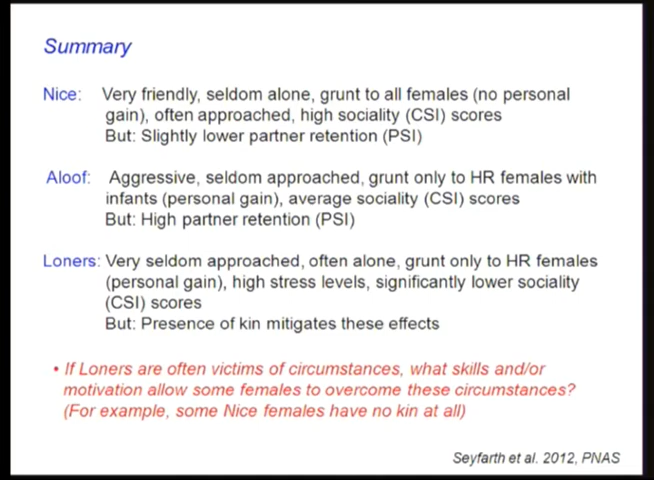 Summary
Nice: Very friendly, seldom alone, grunt to all females (no personal
gain), often approached, high sociality (CSI) scores
But: Slightly lower partner retention (PSI)
Aloof: Aggressive, seldom approached, grunt only to HR females with
infants (personal gain), average sociality (CSI) scores
But: High partner retention (PSI)
Loners: Very seldom approached, often alone, grunt only to HR females
(personal gain), high stress levels, significantly lower sociality
(CSI) scores
But: Presence of kin mitigates these effects
• If Loners are often victims of circumstances, what skills and/or
motivation allow some females to overcome these circumstances?
(For example, some Nice females have no kin at all)
Seyfarth et al. 2012, PNAS